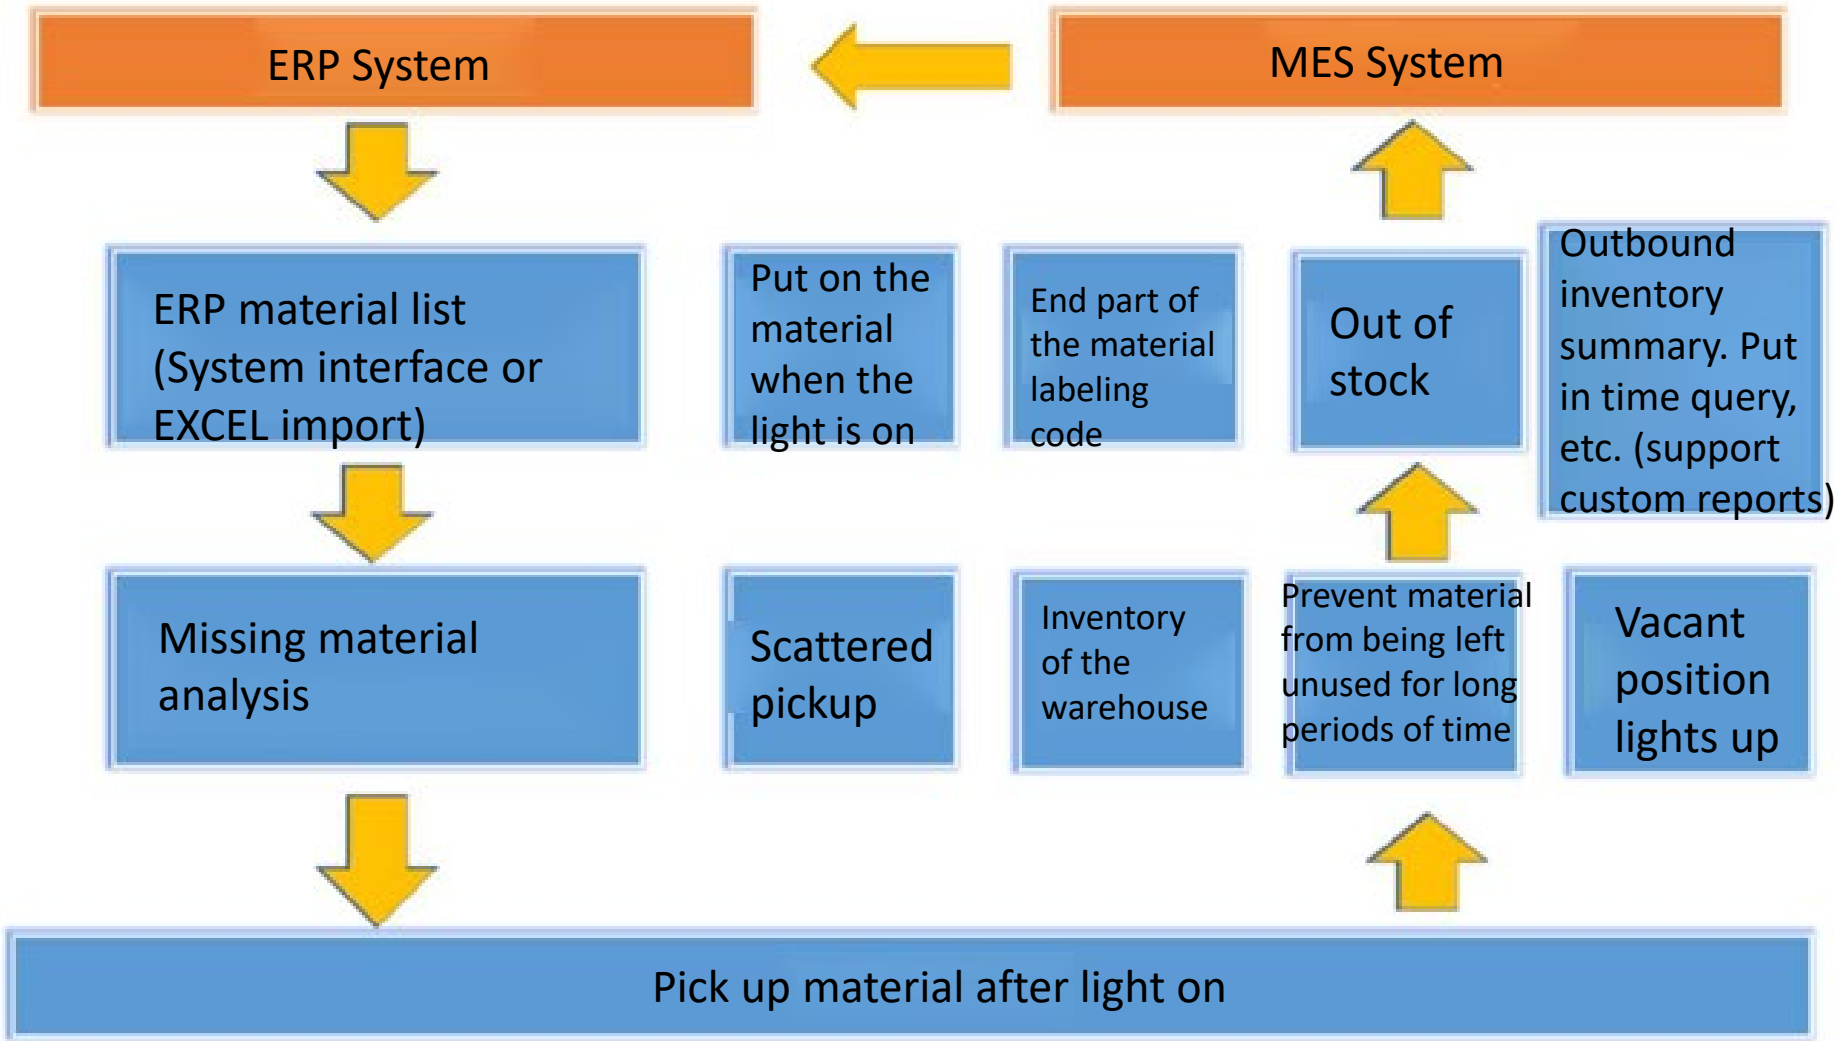 ERP System
MES System
ERP material list
(System interface or
EXCEL import)
Put on the
material
when the
light is on
End part of
the material
labeling
code
Out of
stock
Outbound
inventory
summary. Put
in time query,
etc. (support
custom reports)
Missing material
analysis
Scattered
pickup
Inventory
of the
warehouse
Prevent material
from being left
unused for long
periods of time
Vacant
position
lights up
Pick up material after light on